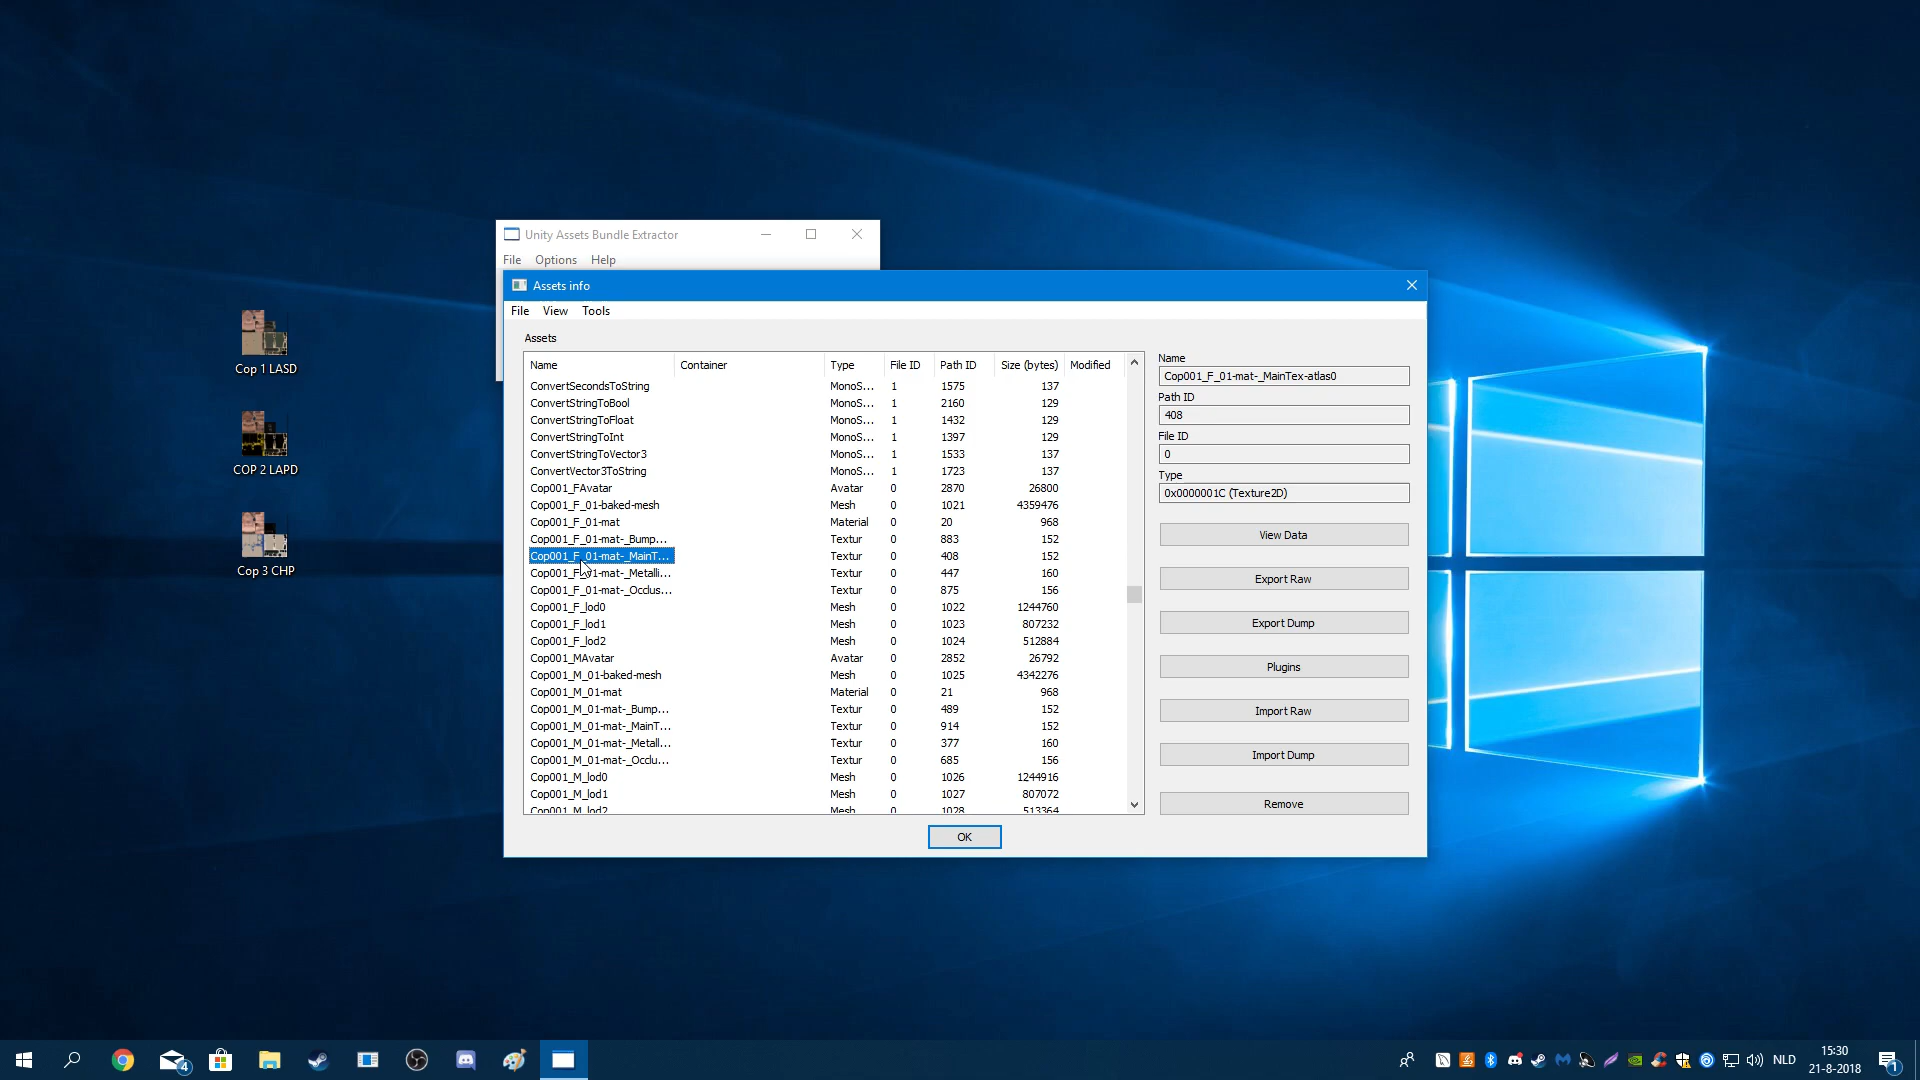 Cop 1 LASD
COP 2 LAPD
Cop 3 CHP
Unity Assets Bundle Extractor
File Options Help
Assets info
File View Tools
Assets
Name Container Type File ID Path ID Size (bytes) Modified
ConvertSecondsToString MonoS... 1 1575 137
ConvertStringToBool MonoS... 1 2160 129
ConvertStringToFloat MonoS... 1 1432 129
ConvertStringToInt MonoS... 1 1397 129
ConvertStringToVector3 MonoS... 1 1533 137
ConvertVector3ToString MonoS... 1 1723 137
Cop001_FAvatar Avatar 0 2870 26800
Cop001_F_01-baked-mesh Mesh 0 1021 4359476
Cop001_F_01-mat Material 0 20 968
Cop001_F_01-mat-_Bump... Textur 0 883 152
Cop001_F_01-mat-_MainT... Textur 0 408 152
Cop001_F_01-mat-_Metalli... Textur 0 447 160
Cop001_F_01-mat-_Occlus... Textur 0 875 156
Cop001_F_lod0 Mesh 0 1022 1244760
Cop001_F_lod1 Mesh 0 1023 807232
Cop001_F_lod2 Mesh 0 1024 512884
Cop001_MAvatar Avatar 0 2852 26792
Cop001_M_01-baked-mesh Mesh 0 1025 4342276
Cop001_M_01-mat Material 0 21 968
Cop001_M_01-mat-_Bump... Textur 0 489 152
Cop001_M_01-mat-_MainT... Textur 0 914 152
Cop001_M_01-mat-_Metall... Textur 0 377 160
Cop001_M_01-mat-_Occlu... Textur 0 685 156
Cop001_M_lod0 Mesh 0 1026 1244916
Cop001_M_lod1 Mesh 0 1027 807072
Cop001_M_lod2 Mesh 0 1028 513364
Name
Cop001_F_01-mat-_MainTex-atlas0
Path ID
408
File ID
0
Type
0x0000001C (Texture2D)
View Data
Export Raw
Export Dump
Plugins
Import Raw
Import Dump
Remove
OK
4
NLD
15:30
21-8-2018
1